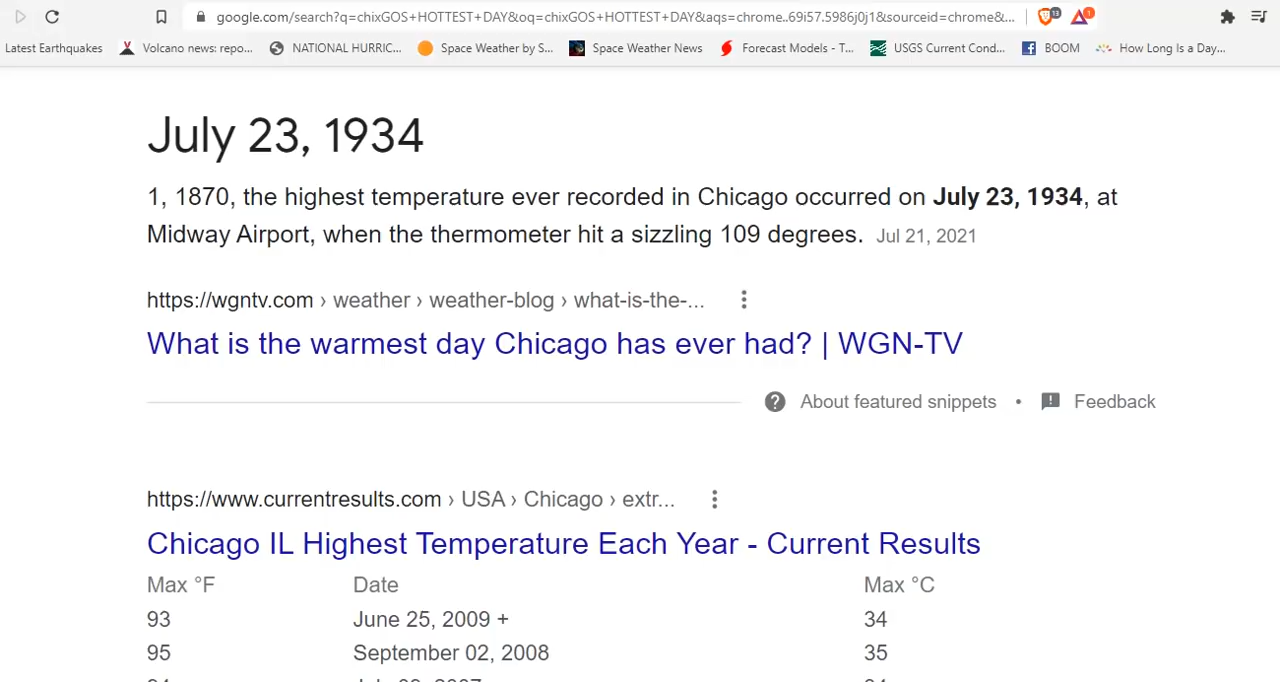 google.com/search?q=chixGOS+HOTTEST+DAY&oq=chixGOS+HOTTEST+DAY&aqs=chrome..69i57.5986j0j1&sourceid=chrome&... 13 1
Latest Earthquakes Volcano news: repo... NATIONAL HURRIC... Space Weather by S... Space Weather News Forecast Models - T... USGS Current Cond... BOOM How Long Is a Day...
July 23, 1934
1, 1870, the highest temperature ever recorded in Chicago occurred on July 23, 1934, at
Midway Airport, when the thermometer hit a sizzling 109 degrees. Jul 21, 2021
https://wgntv.com › weather › weather-blog › what-is-the-...
What is the warmest day Chicago has ever had? | WGN-TV
About featured snippets • Feedback
https://www.currentresults.com › USA › Chicago › extr...
Chicago IL Highest Temperature Each Year - Current Results
Max °F Date Max °C
93 June 25, 2009 + 34
95 September 02, 2008 35